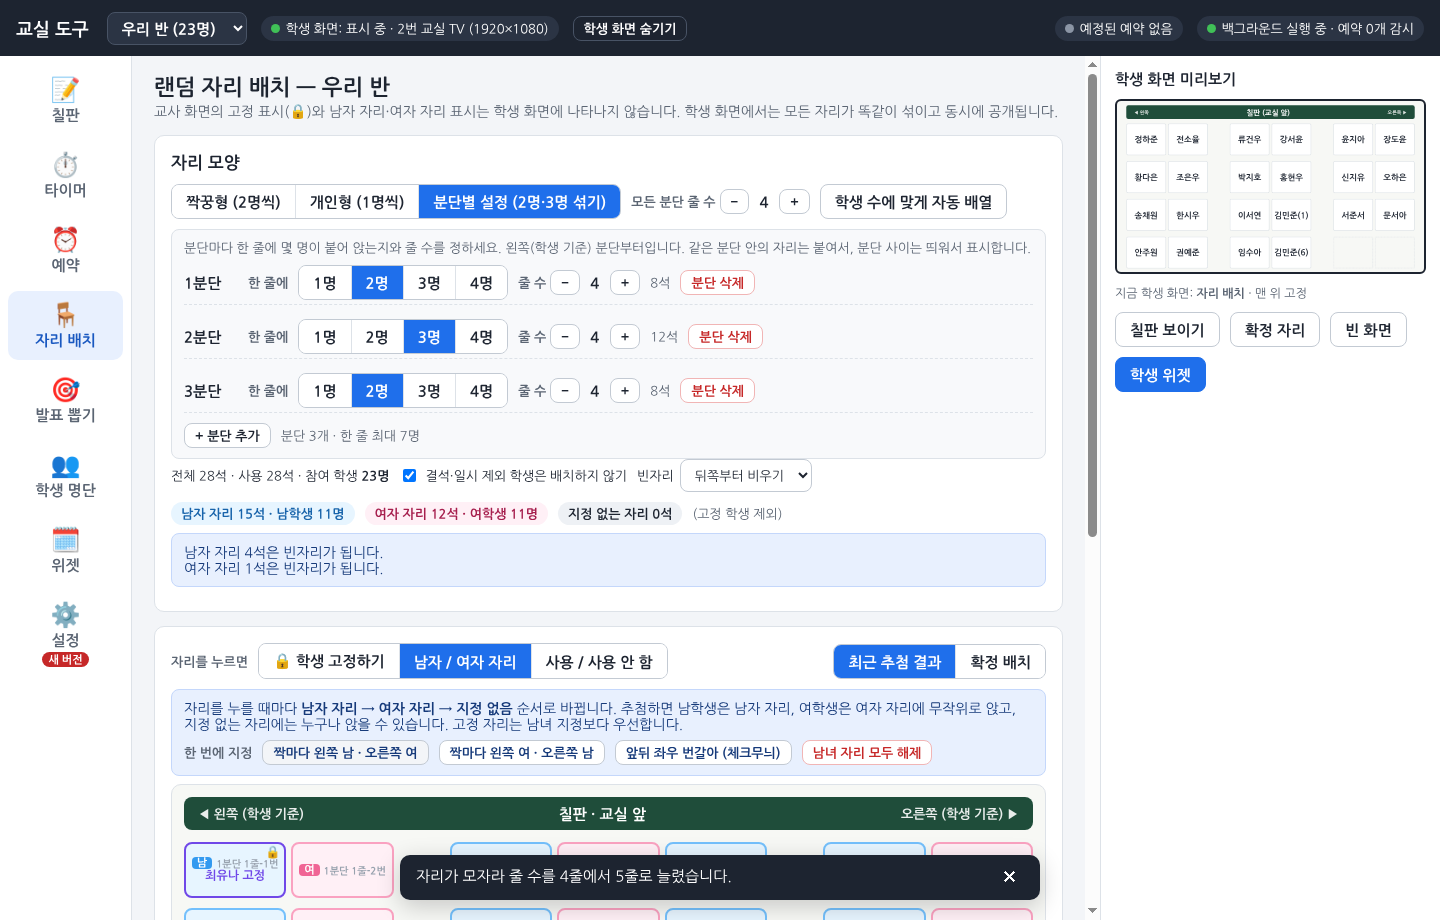 교실 도구
우리 반 (23명)
학생 화면: 표시 중 · 2번 교실 TV (1920×1080)
학생 화면 숨기기
예정된 예약 없음
백그라운드 실행 중 · 예약 0개 감시
칠판
타이머
예약
자리 배치
발표 뽑기
학생 명단
위젯
설정
새 버전
랜덤 자리 배치 — 우리 반
교사 화면의 고정 표시(🔒)와 남자 자리·여자 자리 표시는 학생 화면에 나타나지 않습니다. 학생 화면에서는 모든 자리가 똑같이 섞이고 동시에 공개됩니다.
자리 모양
짝꿍형 (2명씩) 개인형 (1명씩) 분단별 설정 (2명·3명 섞기) 모든 분단 줄 수 − 4 + 학생 수에 맞게 자동 배열
분단마다 한 줄에 몇 명이 붙어 앉는지와 줄 수를 정하세요. 왼쪽(학생 기준) 분단부터입니다. 같은 분단 안의 자리는 붙여서, 분단 사이는 띄워서 표시합니다.
1분단 한 줄에 1명 2명 3명 4명 줄 수 − 4 + 8석 분단 삭제
2분단 한 줄에 1명 2명 3명 4명 줄 수 − 4 + 12석 분단 삭제
3분단 한 줄에 1명 2명 3명 4명 줄 수 − 4 + 8석 분단 삭제
+ 분단 추가 분단 3개 · 한 줄 최대 7명
전체 28석 · 사용 28석 · 참여 학생 23명 결석·일시 제외 학생은 배치하지 않기 빈자리 뒤쪽부터 비우기
남자 자리 15석 · 남학생 11명 여자 자리 12석 · 여학생 11명 지정 없는 자리 0석 (고정 학생 제외)
남자 자리 4석은 빈자리가 됩니다.
여자 자리 1석은 빈자리가 됩니다.
자리를 누르면 🔒 학생 고정하기 남자 / 여자 자리 사용 / 사용 안 함 최근 추첨 결과 확정 배치
자리를 누를 때마다 남자 자리 → 여자 자리 → 지정 없음 순서로 바뀝니다. 추첨하면 남학생은 남자 자리, 여학생은 여자 자리에 무작위로 앉고,
지정 없는 자리에는 누구나 앉을 수 있습니다. 고정 자리는 남녀 지정보다 우선합니다.
한 번에 지정 짝마다 왼쪽 남 · 오른쪽 여 짝마다 왼쪽 여 · 오른쪽 남 앞뒤 좌우 번갈아 (체크무늬) 남녀 자리 모두 해제
◀ 왼쪽 (학생 기준) 칠판 · 교실 앞 오른쪽 (학생 기준) ▶
남 1분단 1줄-1번
최유나 고정
여 1분단 1줄-2번
자리가 모자라 줄 수를 4줄에서 5줄로 늘렸습니다. ✕
학생 화면 미리보기
◀ 왼쪽 칠판 (교실 앞) 오른쪽 ▶
정하준 전소율 류건우 강서윤 윤지아 장도윤
황다은 조은우 박지호 홍현우 신지유 오하은
송채원 한시우 이서연 김민준(1) 서준서 문서아
안주원 권예준 임수아 김민준(6)
지금 학생 화면: 자리 배치 · 맨 위 고정
칠판 보이기 확정 자리 빈 화면
학생 위젯